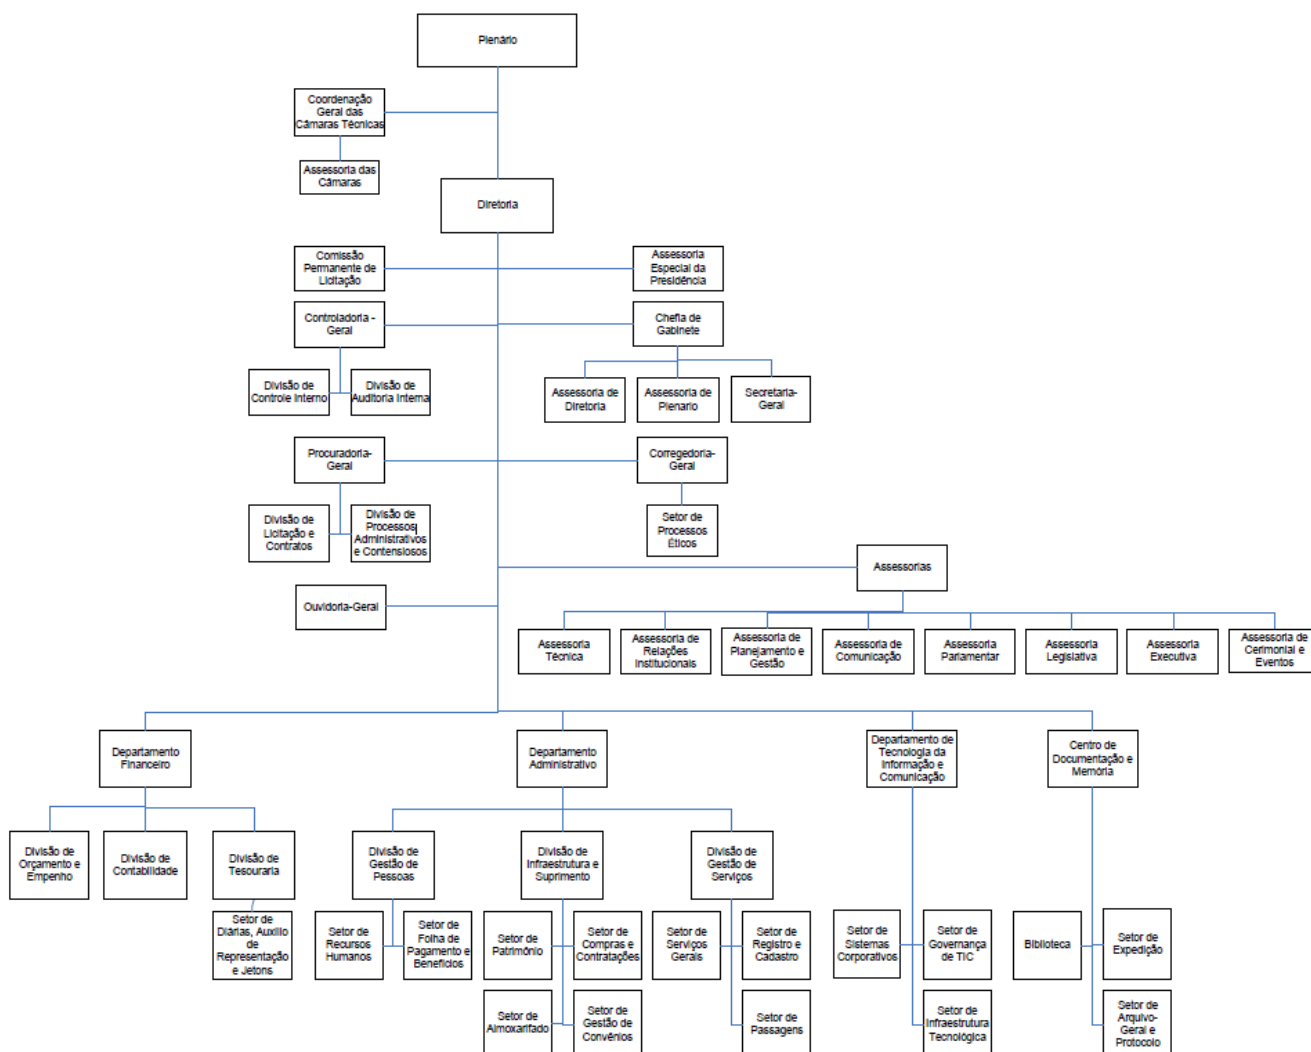 Plenário
Coordenação
Geral das
Câmaras Técnicas
Assessoria das
Câmaras
Diretoria
Comissão
Permanente de
Licitação
Assessoria
Especial da
Presidência
Controladoria -
Geral
Chefia de
Gabinete
Divisão de
Controle Interno
Divisão de
Auditoria Interna
Assessoria de
Diretoria
Assessoria de
Plenario
Secretaria-
Geral
Procuradoria-
Geral
Corregedoria-
Geral
Divisão de
Licitação e
Contratos
Divisão de
Processos
Administrativos
e Contensiosos
Setor de
Processos
Éticos
Assessorias
Ouvidoria-Geral
Assessoria
Técnica
Assessoria de
Relações
Institucionais
Assessoria de
Planejamento e
Gestão
Assessoria de
Comunicação
Assessoria
Parlamentar
Assessoria
Legislativa
Assessoria
Executiva
Assessoria de
Cerimonial e
Eventos
Departamento
Financeiro
Departamento
Administrativo
Departamento de
Tecnologia da
Informação e
Comunicação
Centro de
Documentação e
Memória
Divisão de
Orçamento e
Empenho
Divisão de
Contabilidade
Divisão de
Tesouraria
Divisão de
Gestão de
Pessoas
Divisão de
Infraestrutura e
Suprimento
Divisão de
Gestão de
Serviços
Setor de
Diárias, Auxilio
de
Representação
e Jetons
Setor de
Recursos
Humanos
Setor de
Folha de
Pagamento e
Benefícios
Setor de
Patrimônio
Setor de
Compras e
Contratações
Setor de
Serviços
Gerais
Setor de
Registro e
Cadastro
Setor de
Sistemas
Corporativos
Setor de
Governança
de TIC
Biblioteca
Setor de
Expedição
Setor de
Almoxarifado
Setor de
Gestão de
Convênios
Setor de
Passagens
Setor de
Infraestrutura
Tecnológica
Setor de
Arquivo-
Geral e
Protocolo